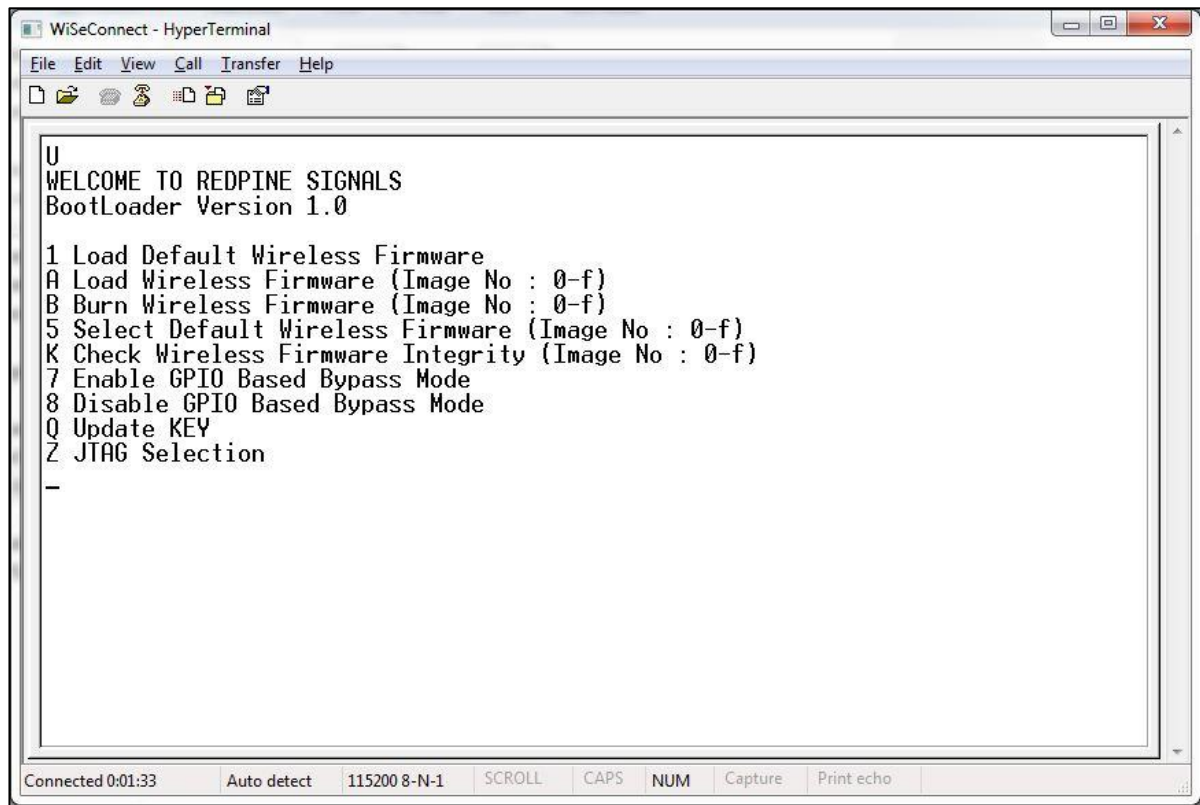 WiSeConnect - HyperTerminal
File Edit View Call Transfer Help
U
WELCOME TO REDPINE SIGNALS
BootLoader Version 1.0
1 Load Default Wireless Firmware
A Load Wireless Firmware (Image No : 0-f)
B Burn Wireless Firmware (Image No : 0-f)
5 Select Default Wireless Firmware (Image No : 0-f)
K Check Wireless Firmware Integrity (Image No : 0-f)
7 Enable GPIO Based Bypass Mode
8 Disable GPIO Based Bypass Mode
Q Update KEY
Z JTAG Selection
_
Connected 0:01:33 Auto detect 115200 8-N-1 SCROLL CAPS NUM Capture Print echo